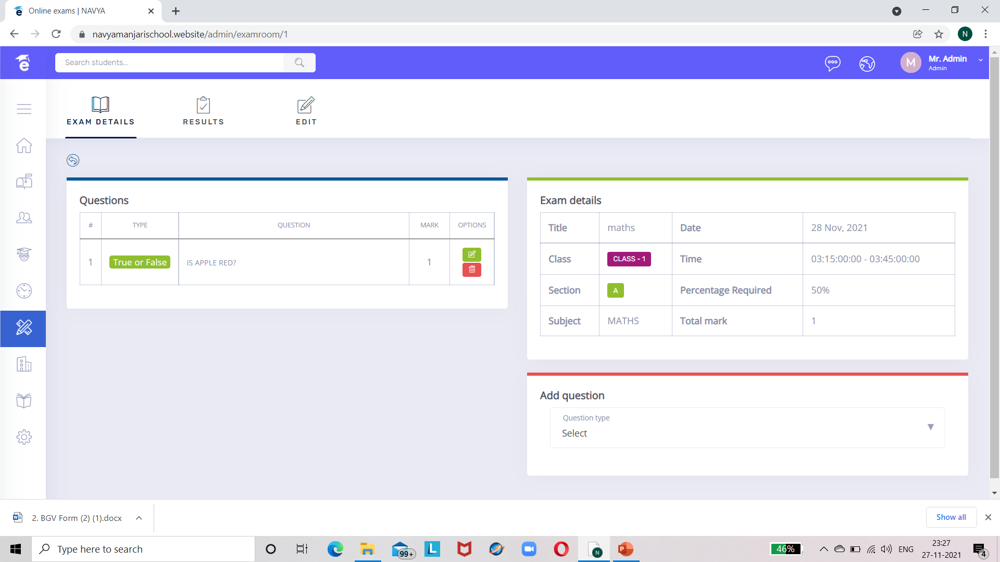 Online exams | NAVYA
navyamanjarischool.website/admin/examroom/1
N
e
Search students...
M
Mr. Admin
Admin
EXAM DETAILS
RESULTS
EDIT
Questions
# TYPE QUESTION MARK OPTIONS
1 True or False IS APPLE RED? 1
Exam details
Title maths Date 28 Nov, 2021
Class CLASS - 1 Time 03:15:00:00 - 03:45:00:00
Section A Percentage Required 50%
Subject MATHS Total mark 1
Add question
Question type
Select
2. BGV Form (2) (1).docx
Show all
Type here to search
99+
L
N
P
46%
ENG
23:27
27-11-2021
4